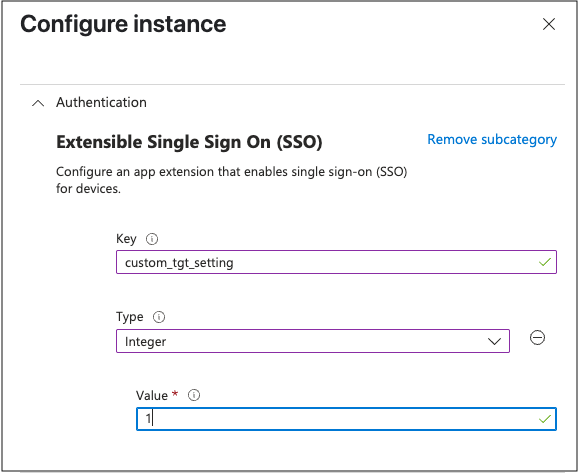 Configure instance
Authentication
Extensible Single Sign On (SSO)
Remove subcategory
Configure an app extension that enables single sign-on (SSO)
for devices.
Key
custom_tgt_setting
Type
Integer
Value *
1